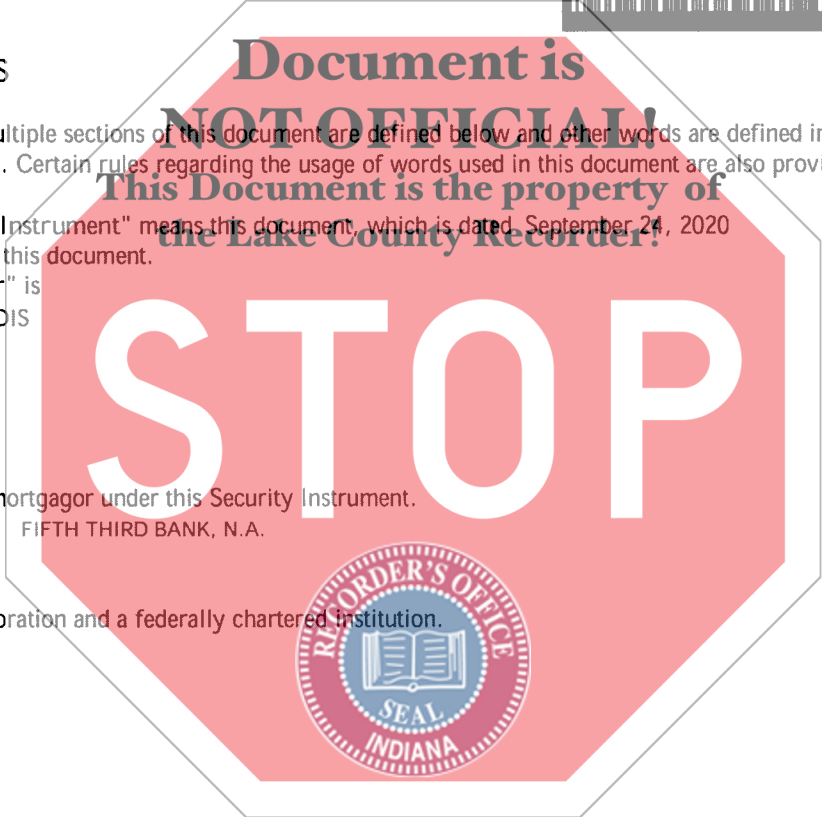 S
Document is
NOT OFFICIAL!
ultiple sections of this document are defined below and other words are defined in
. Certain rules regarding the usage of words used in this document are also provi
This Document is the property of
Instrument" means this document, which is dated September 24, 2020
the Lake County Recorder!
this document.
r" is
DIS
STOP
mortgagor under this Security Instrument.
FIFTH THIRD BANK, N.A.
oration and a federally chartered institution.
RECORDER'S OFFICE
SEAL
INDIANA